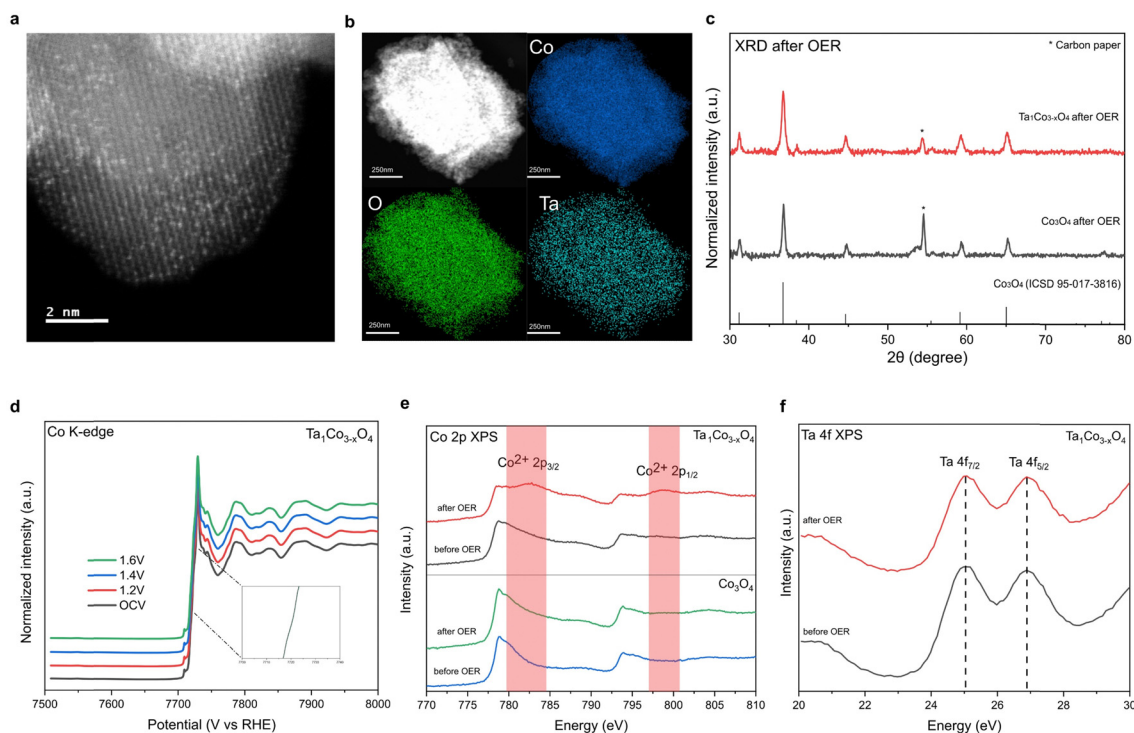 a
2 nm
b
Co
250nm
250nm
O
Ta
250nm
250nm
c
XRD after OER
* Carbon paper
Normalized intensity (a.u.)
*
Ta₁Co₃₋ₓO₄ after OER
*
Co₃O₄ after OER
Co₃O₄ (ICSD 95-017-3816)
30 40 50 60 70 80
2θ (degree)
d
Co K-edge
Ta₁Co₃₋ₓO₄
Normalized intensity (a.u.)
1.6V
1.4V
1.2V
OCV
7500 7600 7700 7800 7900 8000
Potential (V vs RHE)
e
Co 2p XPS
Ta₁Co₃₋ₓO₄
Co²⁺ 2p₃/₂
Co²⁺ 2p₁/₂
after OER
before OER
Co₃O₄
after OER
before OER
Intensity (a.u.)
770 780 782 784 790 800 810
Energy (eV)
f
Ta 4f XPS
Ta₁Co₃₋ₓO₄
Ta 4f₇/₂
Ta 4f₅/₂
after OER
before OER
Intensity (a.u.)
20 22 24 26 28 30
Energy (eV)